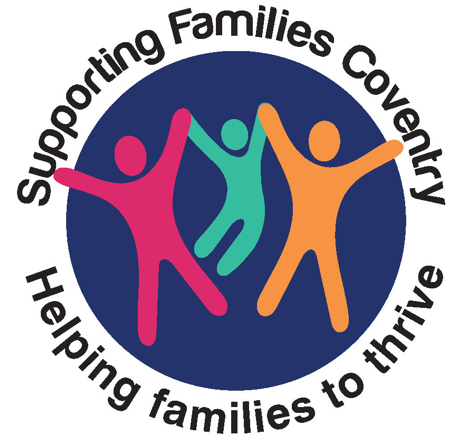 Supporting Families Coventry
Helping families to thrive